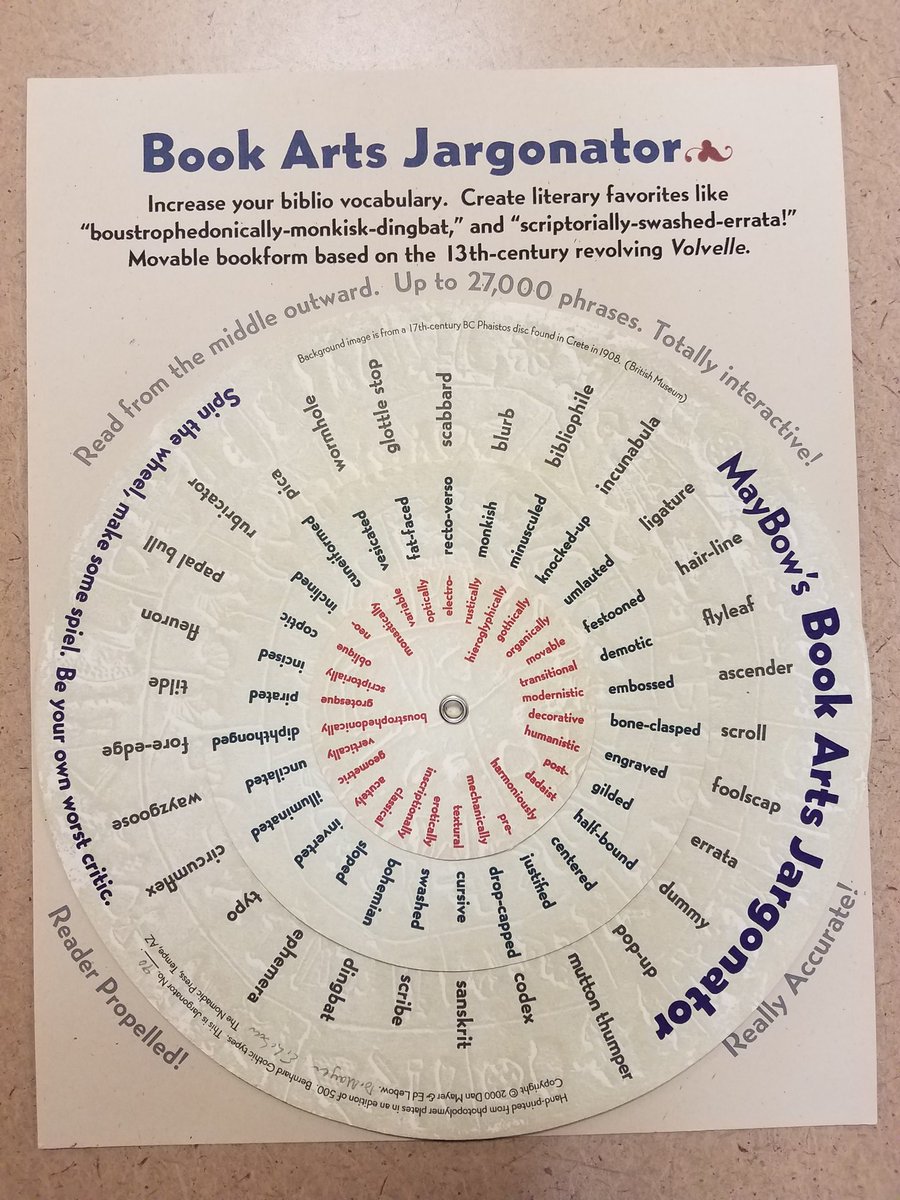 Book Arts Jargonator
Increase your biblio vocabulary. Create literary favorites like
“boustrophedonically-monkisk-dingbat,” and “scriptorially-swashed-errata!”
Movable bookform based on the 13th-century revolving Volvelle.
Read from the middle outward. Up to 27,000 phrases. Totally interactive!
Background image is from a 17th-century BC Phaistos disc found in Crete in 1908. (British Museum)
Spin the wheel, make some spiel. Be your own worst critic.
MayBow's Book Arts Jargonator
wormhole
glottle stop
scabbard
blurb
bibliophile
incunabula
ligature
hair-line
flyleaf
ascender
scroll
foolscap
errata
dummy
pop-up
mutton thumper
codex
sanskrit
scribe
dingbat
ephemera
typo
circumflex
wayzgoose
fore-edge
tilde
fleuron
papal bull
rubricator
pica
cuneiformed
vesicated
fat-faced
recto-verso
monkish
minusculed
knocked-up
umlauted
festooned
demotic
embossed
bone-clasped
engraved
gilded
half-bound
centered
justified
drop-capped
cursive
swashed
bohemian
sloped
inverted
illuminated
uncilated
diphthonged
pirated
incised
coptic
inclined
monastically
variable
optically
electro-
rustically
hieroglyphically
gothically
organically
movable
transitional
modernistic
decorative
humanistic
post-
dadaist
harmoniously
pre-
mechanically
textural
erotically
inscriptionally
classical
acutely
geometric
vertically
boustrophedonically
grotesque
scriptorially
oblique
neo-
Reader Propelled!
Really Accurate!
Copyright © 2000 Dan Mayer & Ed Lebow.
Hand-printed from photopolymer plates in an edition of 500. Bernhard Gothic types. This is Jargonator No. 90 The Nomadic Press, Tempe, AZ